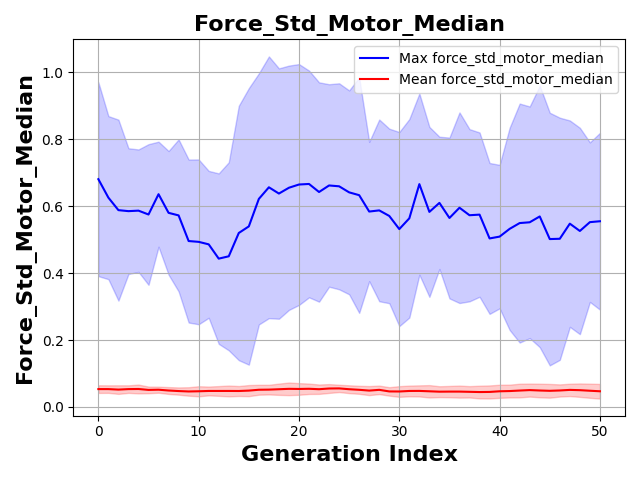 Force_Std_Motor_Median
Max force_std_motor_median
Mean force_std_motor_median
Force_Std_Motor_Median
1.0
0.8
0.6
0.4
0.2
0.0
0 10 20 30 40 50
Generation Index